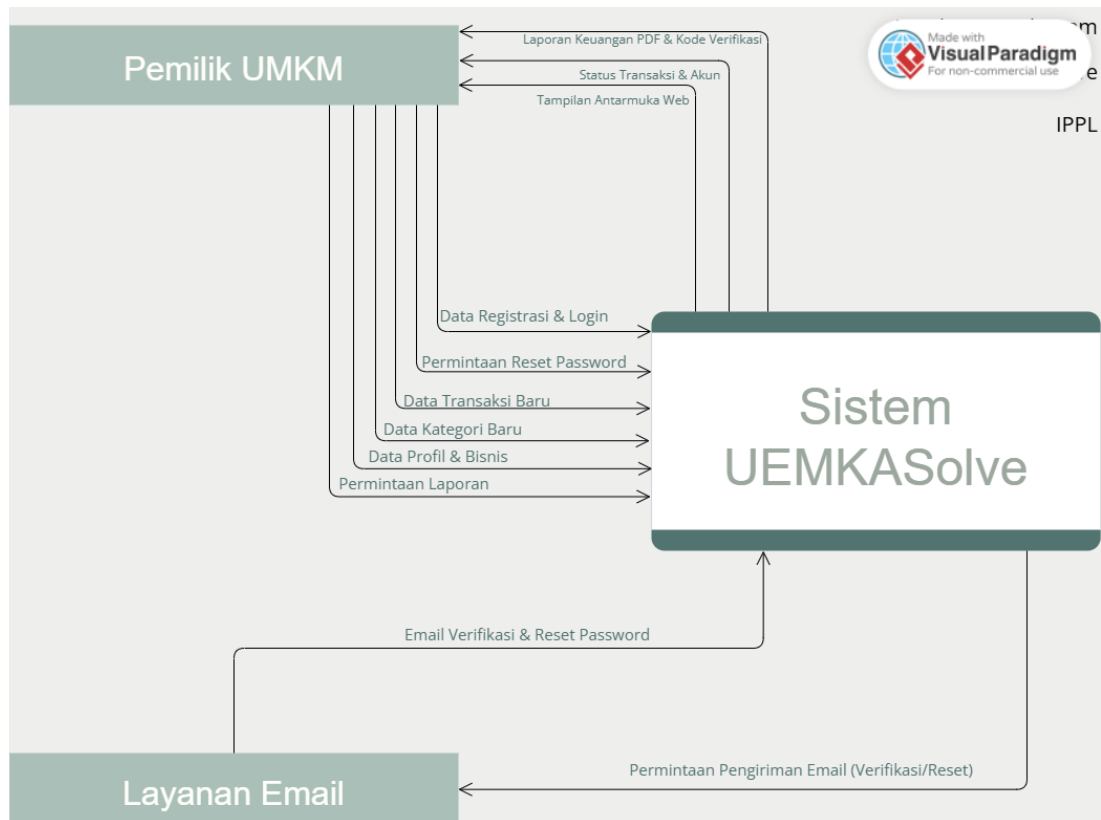 Pemilik UMKM
Laporan Keuangan PDF & Kode Verifikasi
Status Transaksi & Akun
Tampilan Antarmuka Web
Made with
Visual Paradigm
For non-commercial use
IPPL
Data Registrasi & Login
Permintaan Reset Password
Data Transaksi Baru
Data Kategori Baru
Data Profil & Bisnis
Permintaan Laporan
Sistem
UEMKASolve
Email Verifikasi & Reset Password
Permintaan Pengiriman Email (Verifikasi/Reset)
Layanan Email